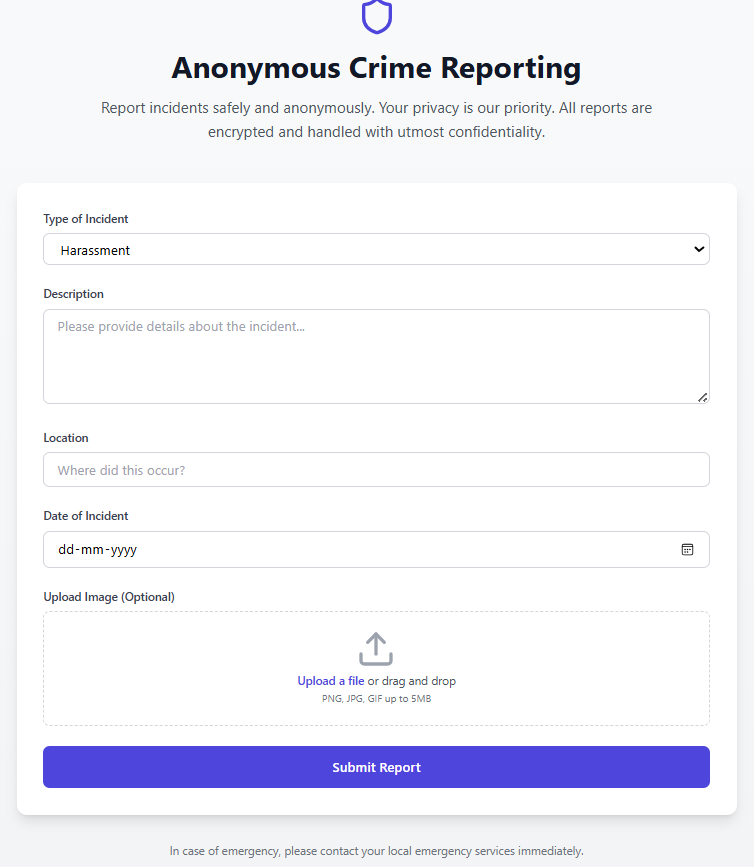 Anonymous Crime Reporting
Report incidents safely and anonymously. Your privacy is our priority. All reports are
encrypted and handled with utmost confidentiality.
Type of Incident
Harassment
Description
Please provide details about the incident...
Location
Where did this occur?
Date of Incident
dd-mm-yyyy
Upload Image (Optional)
Upload a file or drag and drop
PNG, JPG, GIF up to 5MB
Submit Report
In case of emergency, please contact your local emergency services immediately.